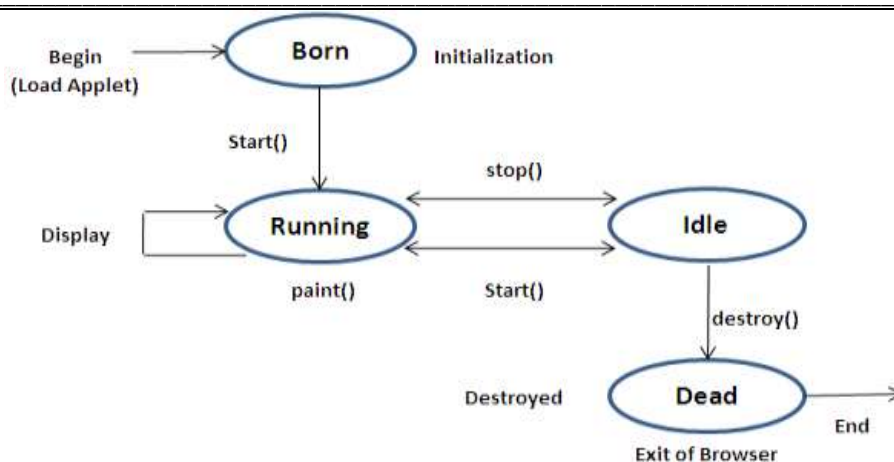 Born
Begin
(Load Applet)
Initialization
Start()
stop()
Display
Running
Idle
paint()
Start()
destroy()
Destroyed
Dead
End
Exit of Browser